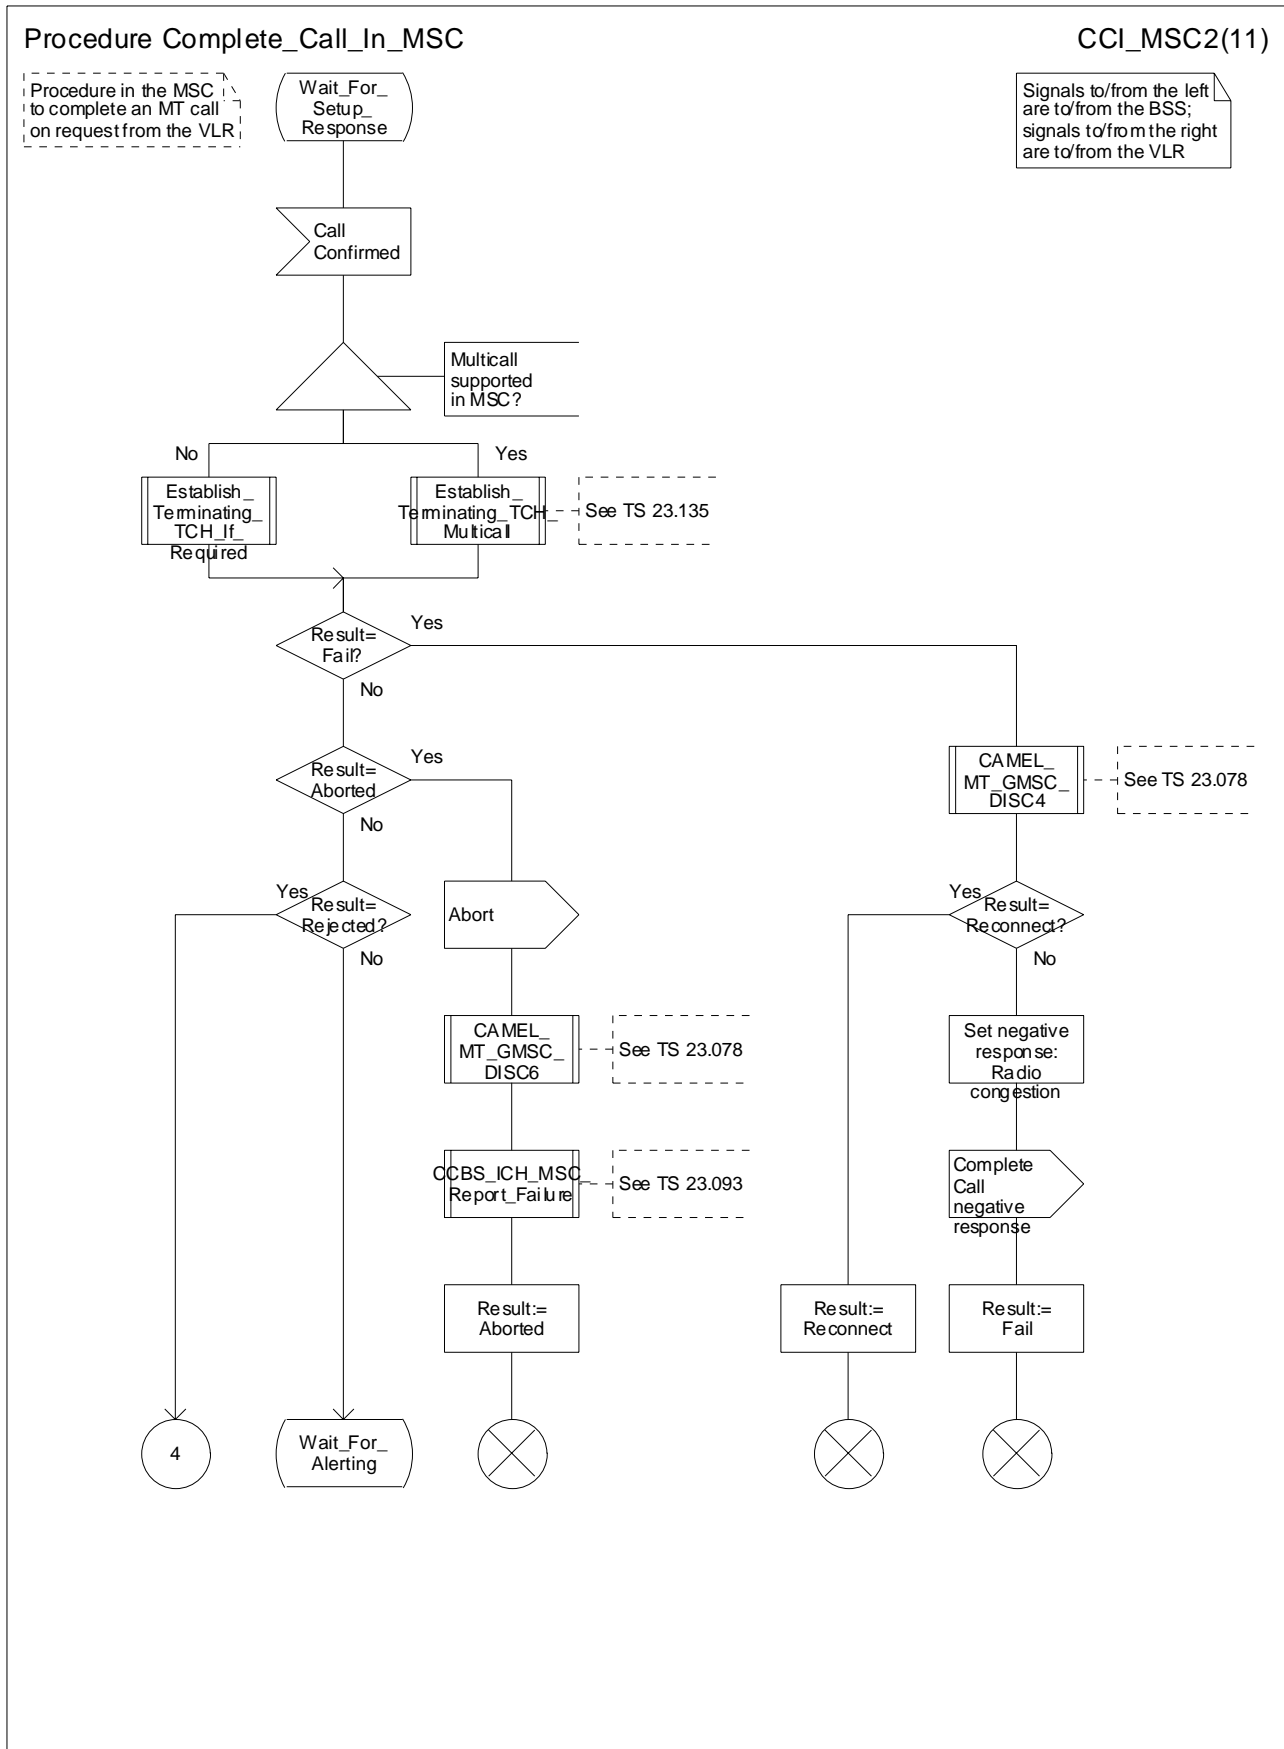 Procedure Complete_Call_In_MSC
CCI_MSC2(11)
Procedure in the MSC
to complete an MT call
on request from the VLR
Wait_For_
Setup_
Response
Signals to/from the left
are to/from the BSS;
signals to/from the right
are to/from the VLR
Call
Confirmed
Multicall
supported
in MSC?
No
Yes
Establish_
Terminating_
TCH_If_
Required
Establish_
Terminating_TCH_
Multicall
See TS 23.135
Result=
Fail?
Yes
No
Result=
Aborted
Yes
No
CAMEL_
MT_GMSC_
DISC4
See TS 23.078
Yes
Result=
Rejected?
No
Abort
Yes
Result=
Reconnect?
No
CAMEL_
MT_GMSC_
DISC6
See TS 23.078
Set negative
response:
Radio
congestion
CCBS_ICH_MSC_
Report_Failure
See TS 23.093
Complete
Call
negative
response
Result:=
Aborted
Result:=
Reconnect
Result:=
Fail
4
Wait_For_
Alerting